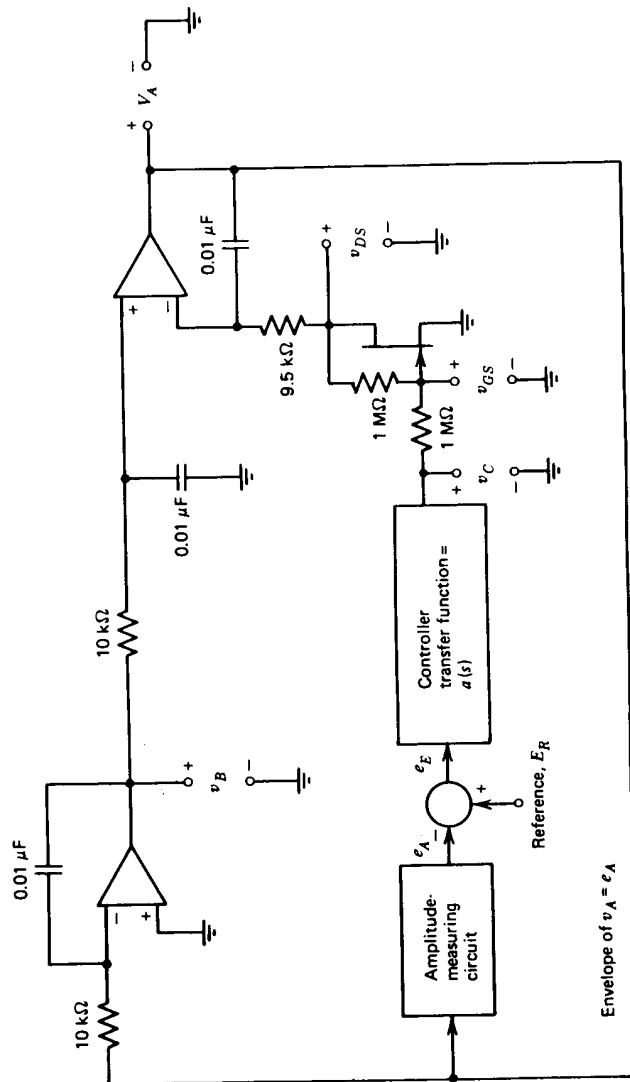 0.01 μF
10 kΩ
+
−
v_B
+
−
10 kΩ
0.01 μF
+
−
V_A
+
−
0.01 μF
9.5 kΩ
v_DS
+
−
1 MΩ
1 MΩ
v_GS
+
−
v_C
+
−
Controller
transfer function =
a(s)
e_E
e_A
−
+
Reference, E_R
Amplitude-
measuring
circuit
Envelope of v_A = e_A